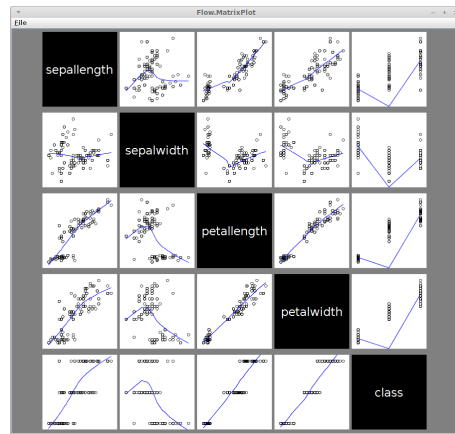 Flow.MatrixPlot
File
sepallength
sepalwidth
petallength
petalwidth
class